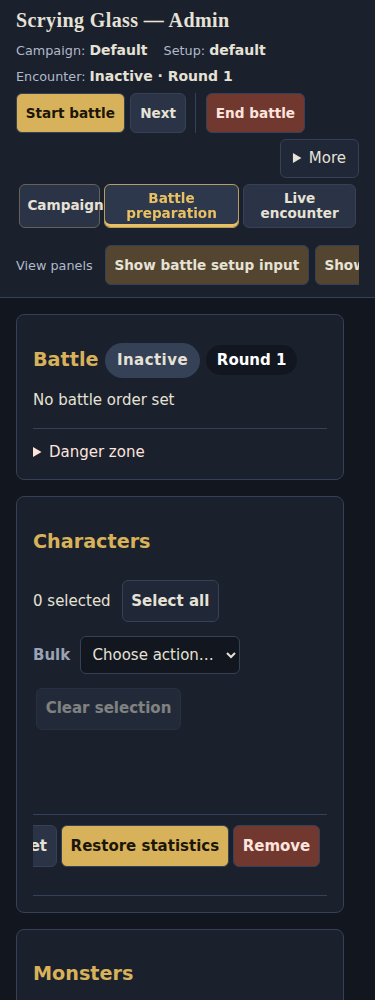 Scrying Glass — Admin
Campaign: Default Setup: default
Encounter: Inactive · Round 1
Start battle Next End battle
▶ More
Campaign Battle preparation Live encounter
View panels Show battle setup input Show
Battle Inactive Round 1
No battle order set
▶ Danger zone
Characters
0 selected Select all
Bulk Choose action...
Clear selection
et Restore statistics Remove
Monsters